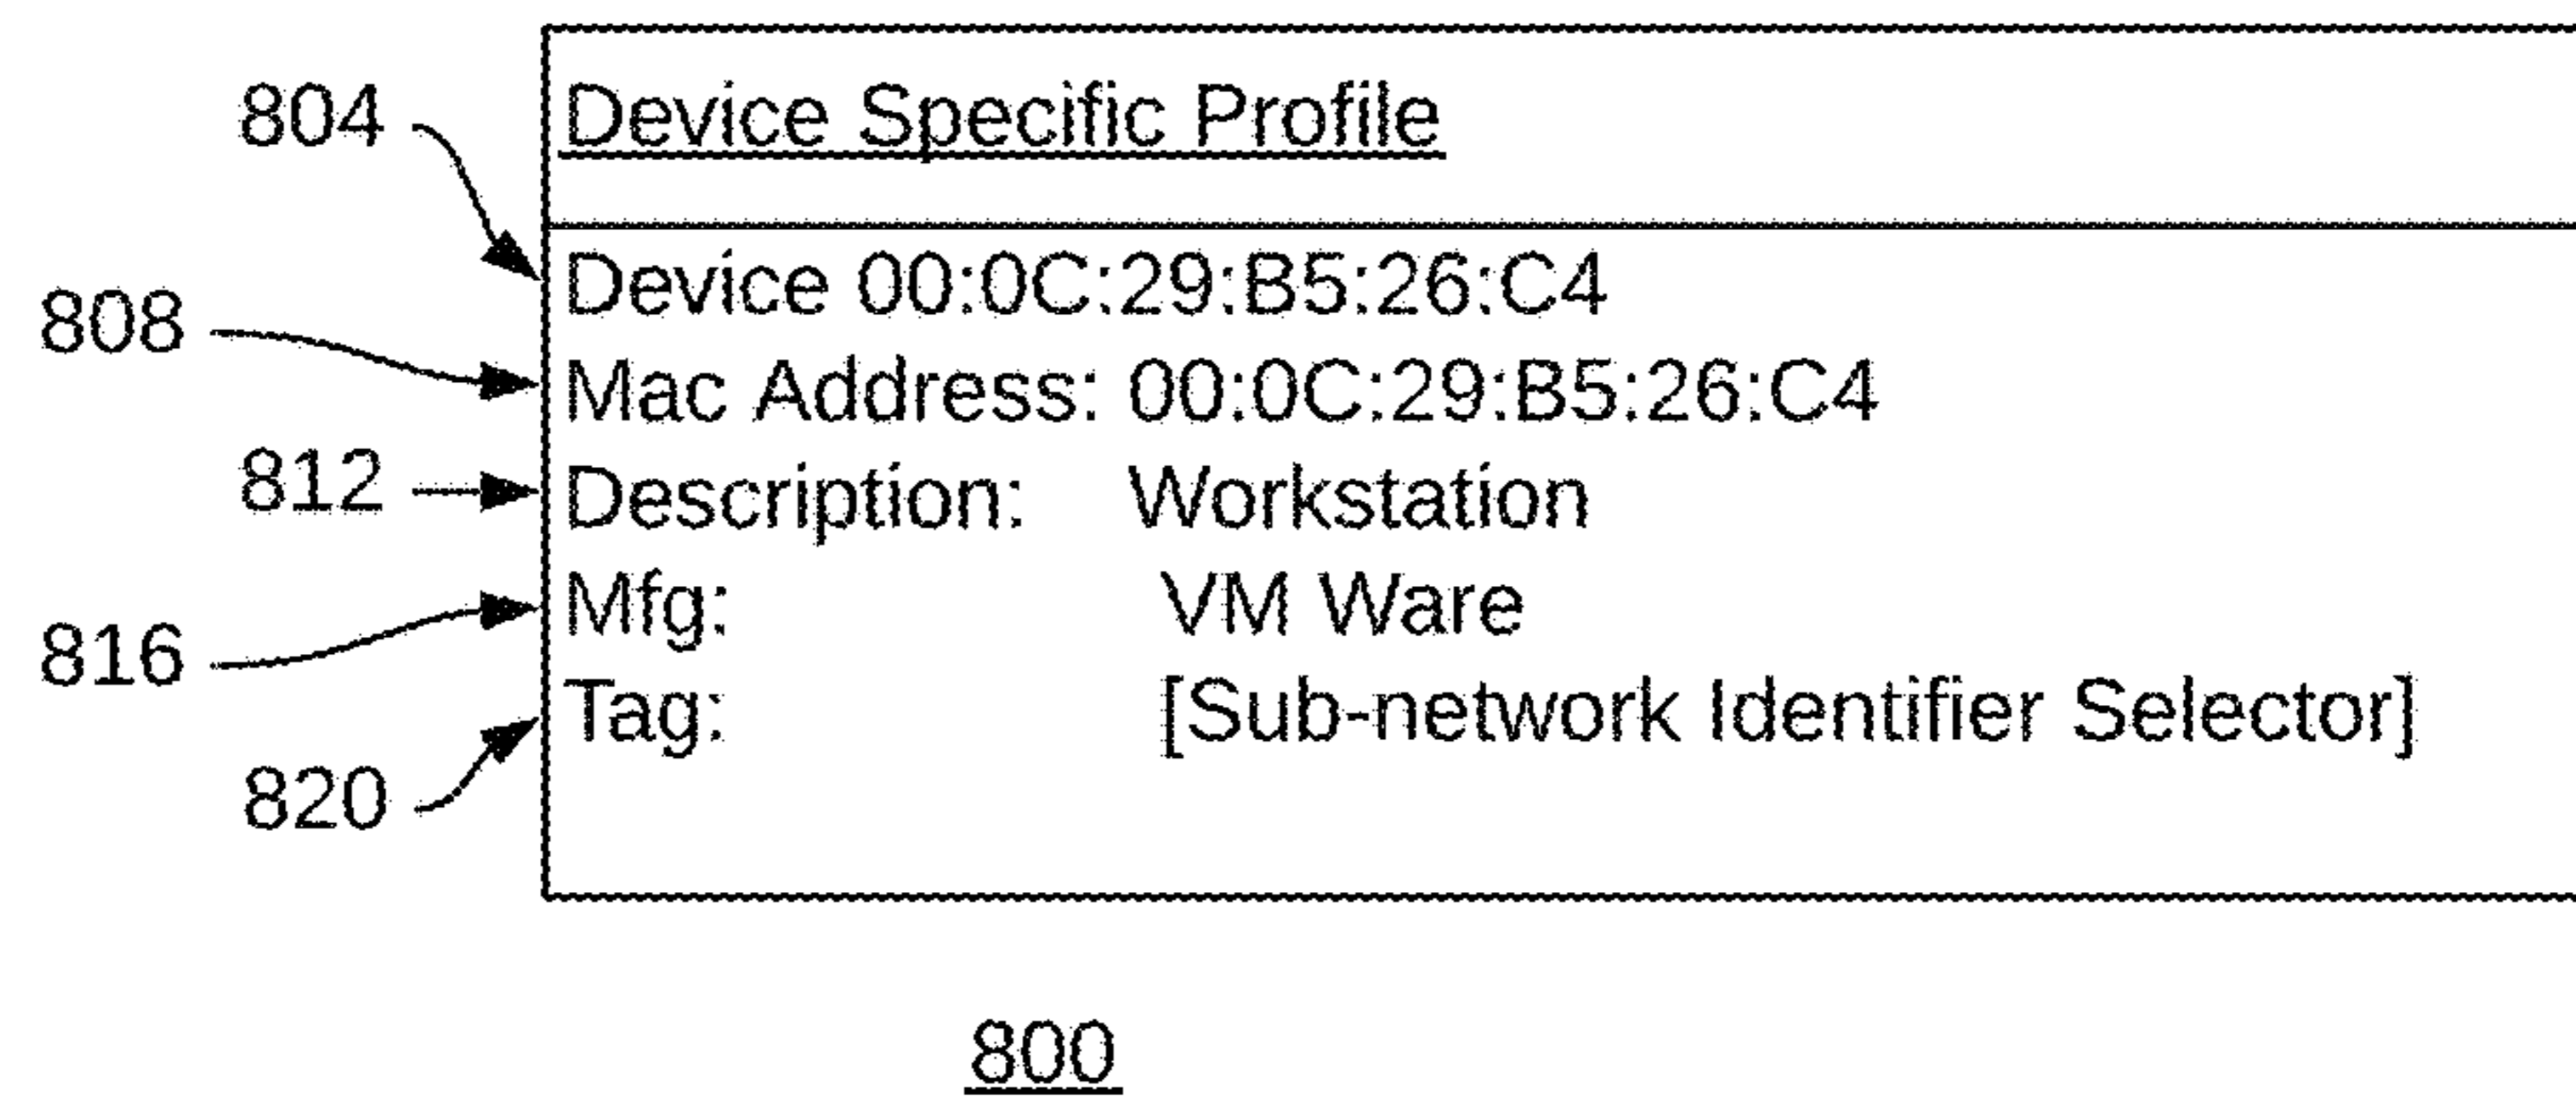 804 Device Specific Profile
Device 00:0C:29:B5:26:C4
808 Mac Address: 00:0C:29:B5:26:C4
812 Description: Workstation
816 Mfg: VM Ware
Tag: [Sub-network Identifier Selector]
820
800